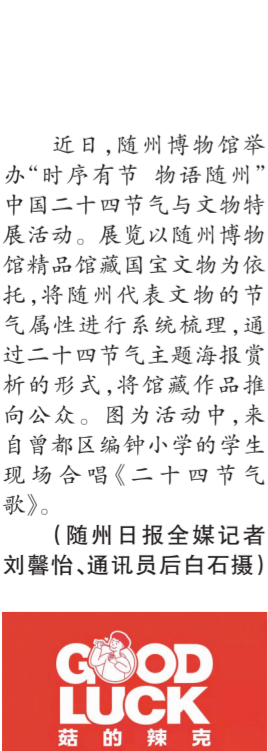 近日，随州博物馆举
办“时序有节 物语随州”
中国二十四节气与文物特
展活动。展览以随州博物
馆精品馆藏国宝文物为依
托，将随州代表文物的节
气属性进行系统梳理，通
过二十四节气主题海报赏
析的形式，将馆藏作品推
向公众。图为活动中，来
自曾都区编钟小学的学生
现场合唱《二十四节气
歌》。
（随州日报全媒记者
刘馨怡、通讯员后白石摄）
GOOD
LUCK
菇的辣克